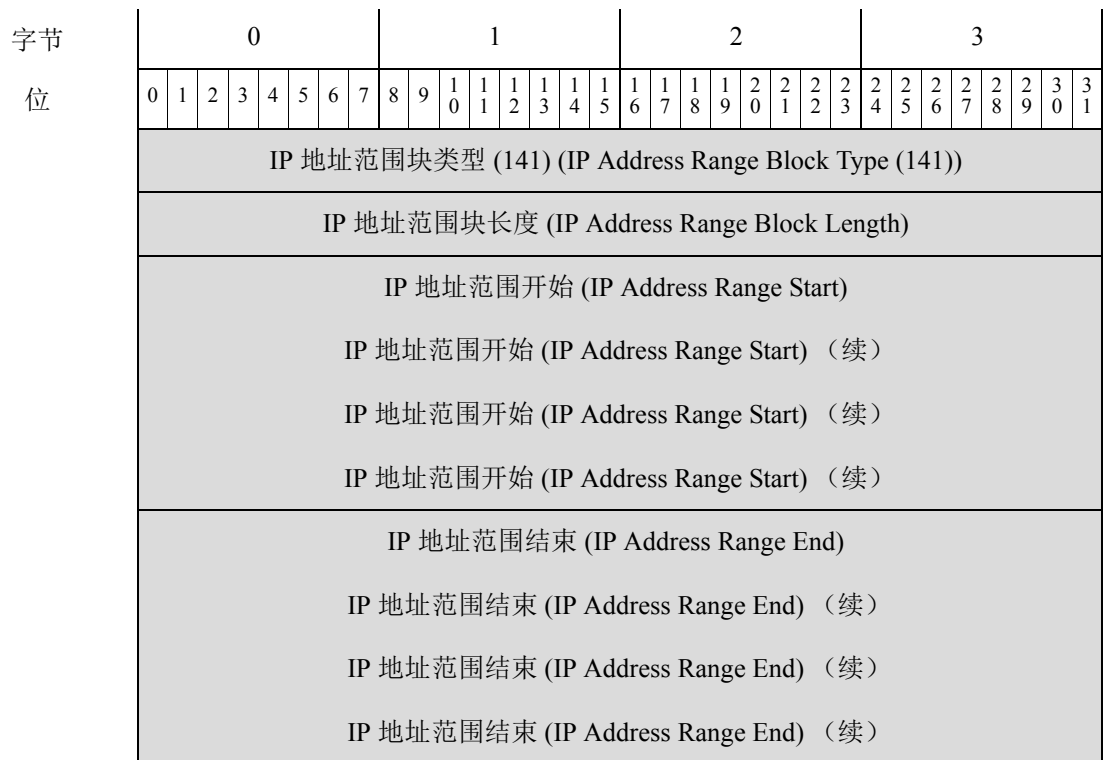 字节 0 1 2 3
位 0 1 2 3 4 5 6 7 8 9 10 11 12 13 14 15 16 17 18 19 20 21 22 23 24 25 26 27 28 29 30 31
IP 地址范围块类型 (141) (IP Address Range Block Type (141))
IP 地址范围块长度 (IP Address Range Block Length)
IP 地址范围开始 (IP Address Range Start)
IP 地址范围开始 (IP Address Range Start) （续）
IP 地址范围开始 (IP Address Range Start) （续）
IP 地址范围开始 (IP Address Range Start) （续）
IP 地址范围结束 (IP Address Range End)
IP 地址范围结束 (IP Address Range End) （续）
IP 地址范围结束 (IP Address Range End) （续）
IP 地址范围结束 (IP Address Range End) （续）